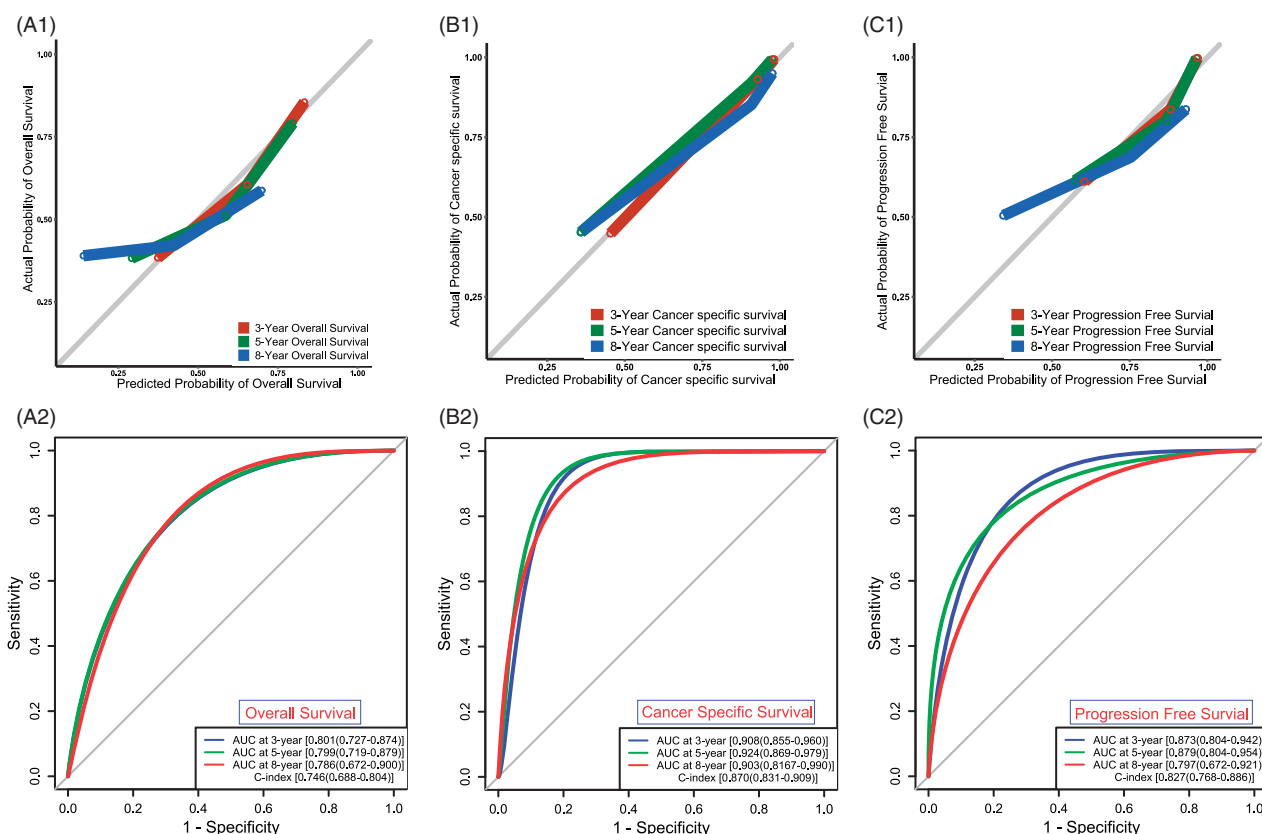 (A1)
Actual Probability of Overall Survival
1.00
0.75
0.50
0.25
3-Year Overall Survival
5-Year Overall Survival
8-Year Overall Survival
0.25 0.50 0.75 1.00
Predicted Probability of Overall Survival
(B1)
Actual Probability of Cancer specific survival
1.00
0.75
0.50
0.25
3-Year Cancer specific survival
5-Year Cancer specific survival
8-Year Cancer specific survival
0.25 0.50 0.75 1.00
Predicted Probability of Cancer specific survival
(C1)
Actual Probability of Progression Free Survial
1.00
0.75
0.50
0.25
3-Year Progression Free Survial
5-Year Progression Free Survial
8-Year Progression Free Survial
0.25 0.50 0.75 1.00
Predicted Probability of Progression Free Survial
(A2)
Sensitivity
1.0
0.8
0.6
0.4
0.2
0.0
Overall Survival
AUC at 3-year [0.801(0.727-0.874)]
AUC at 5-year [0.799(0.719-0.879)]
AUC at 8-year [0.786(0.672-0.900)]
C-index [0.746(0.688-0.804)]
0.0 0.2 0.4 0.6 0.8 1.0
1 - Specificity
(B2)
Sensitivity
1.0
0.8
0.6
0.4
0.2
0.0
Cancer Specific Survival
AUC at 3-year [0.908(0.855-0.960)]
AUC at 5-year [0.924(0.869-0.979)]
AUC at 8-year [0.903(0.8167-0.990)]
C-index [0.870(0.831-0.909)]
0.0 0.2 0.4 0.6 0.8 1.0
1 - Specificity
(C2)
Sensitivity
1.0
0.8
0.6
0.4
0.2
0.0
Progression Free Survial
AUC at 3-year [0.873(0.804-0.942)]
AUC at 5-year [0.879(0.804-0.954)]
AUC at 8-year [0.797(0.672-0.921)]
C-index [0.827(0.768-0.886)]
0.0 0.2 0.4 0.6 0.8 1.0
1 - Specificity